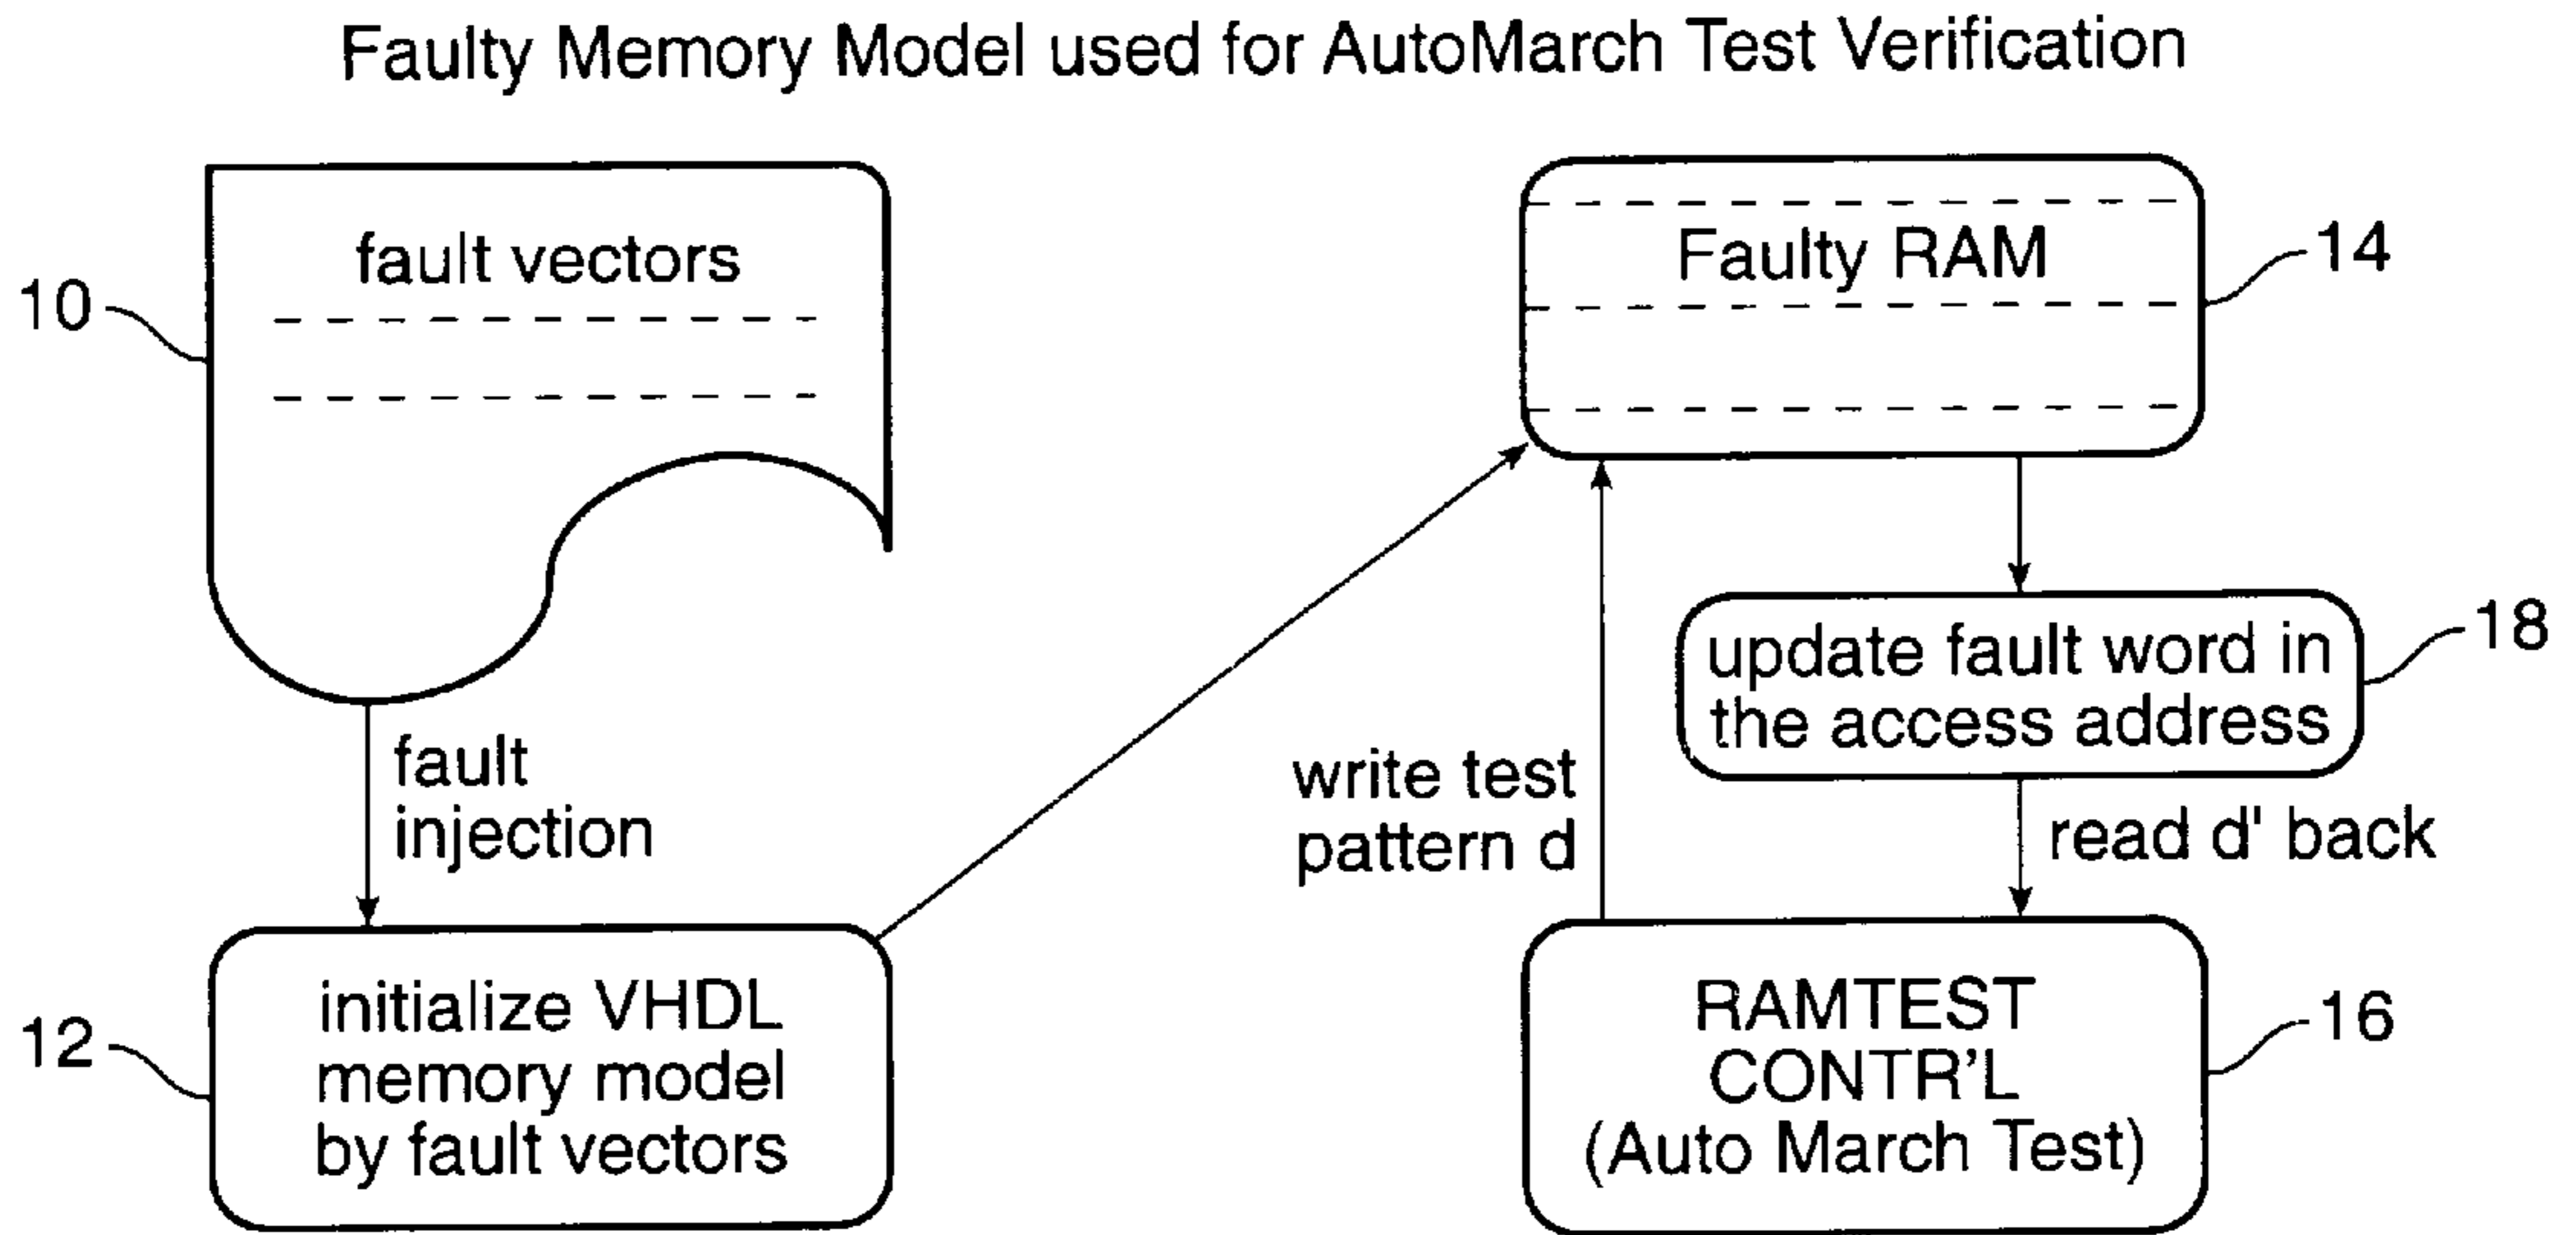 Faulty Memory Model used for AutoMarch Test Verification
fault vectors
10
fault
injection
initialize VHDL
memory model
by fault vectors
12
Faulty RAM
14
update fault word in
the access address
18
write test
pattern d
read d' back
RAMTEST
CONTR'L
(Auto March Test)
16